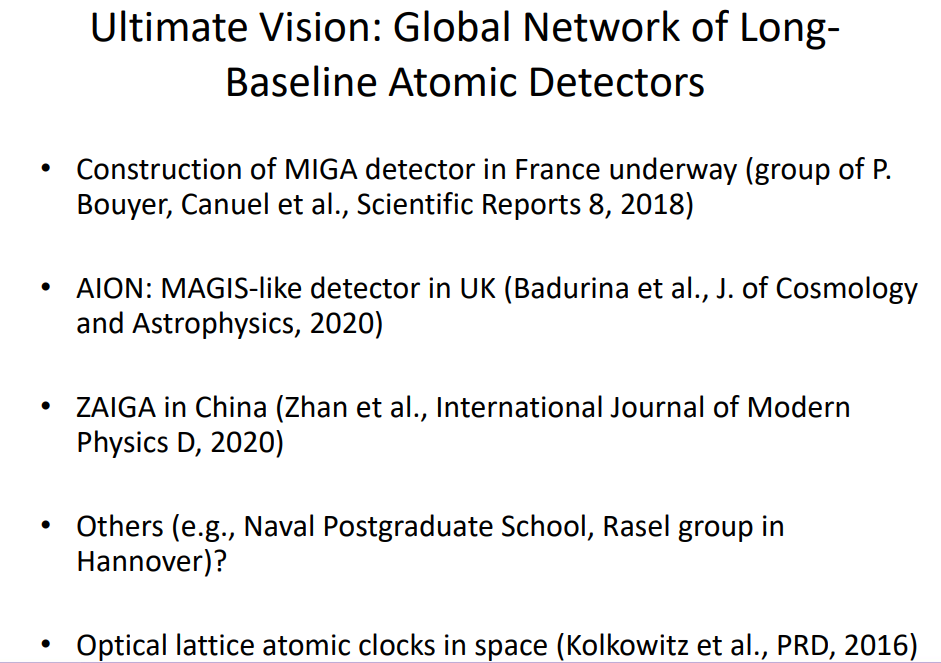 Ultimate Vision: Global Network of Long-
Baseline Atomic Detectors
• Construction of MIGA detector in France underway (group of P.
Bouyer, Canuel et al., Scientific Reports 8, 2018)
• AION: MAGIS-like detector in UK (Badurina et al., J. of Cosmology
and Astrophysics, 2020)
• ZAIGA in China (Zhan et al., International Journal of Modern
Physics D, 2020)
• Others (e.g., Naval Postgraduate School, Rasel group in
Hannover)?
• Optical lattice atomic clocks in space (Kolkowitz et al., PRD, 2016)